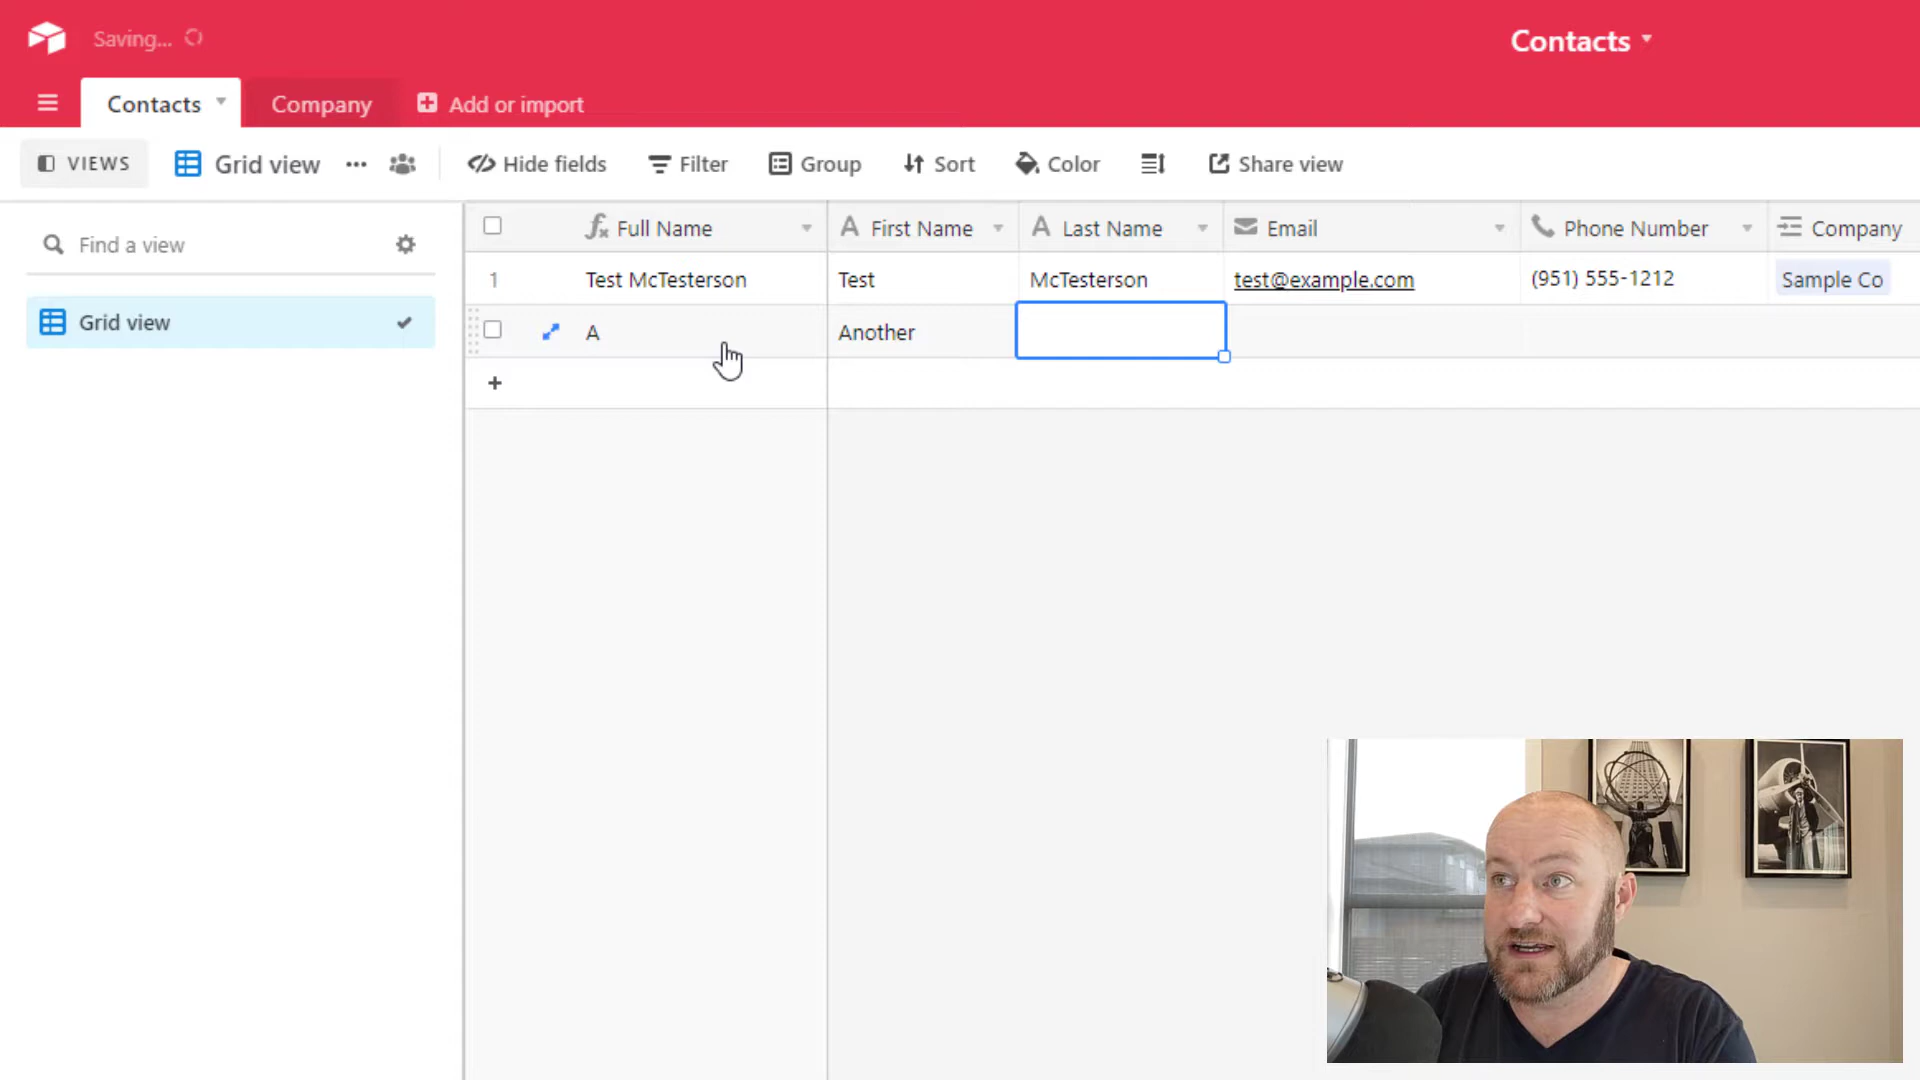 Saving...
Contacts
Contacts
Company
Add or import
VIEWS
Grid view
Hide fields
Filter
Group
Sort
Color
Share view
Find a view
Grid view
Full Name
First Name
Last Name
Email
Phone Number
Company
1
Test McTesterson
Test
McTesterson
test@example.com
(951) 555-1212
Sample Co
A
Another